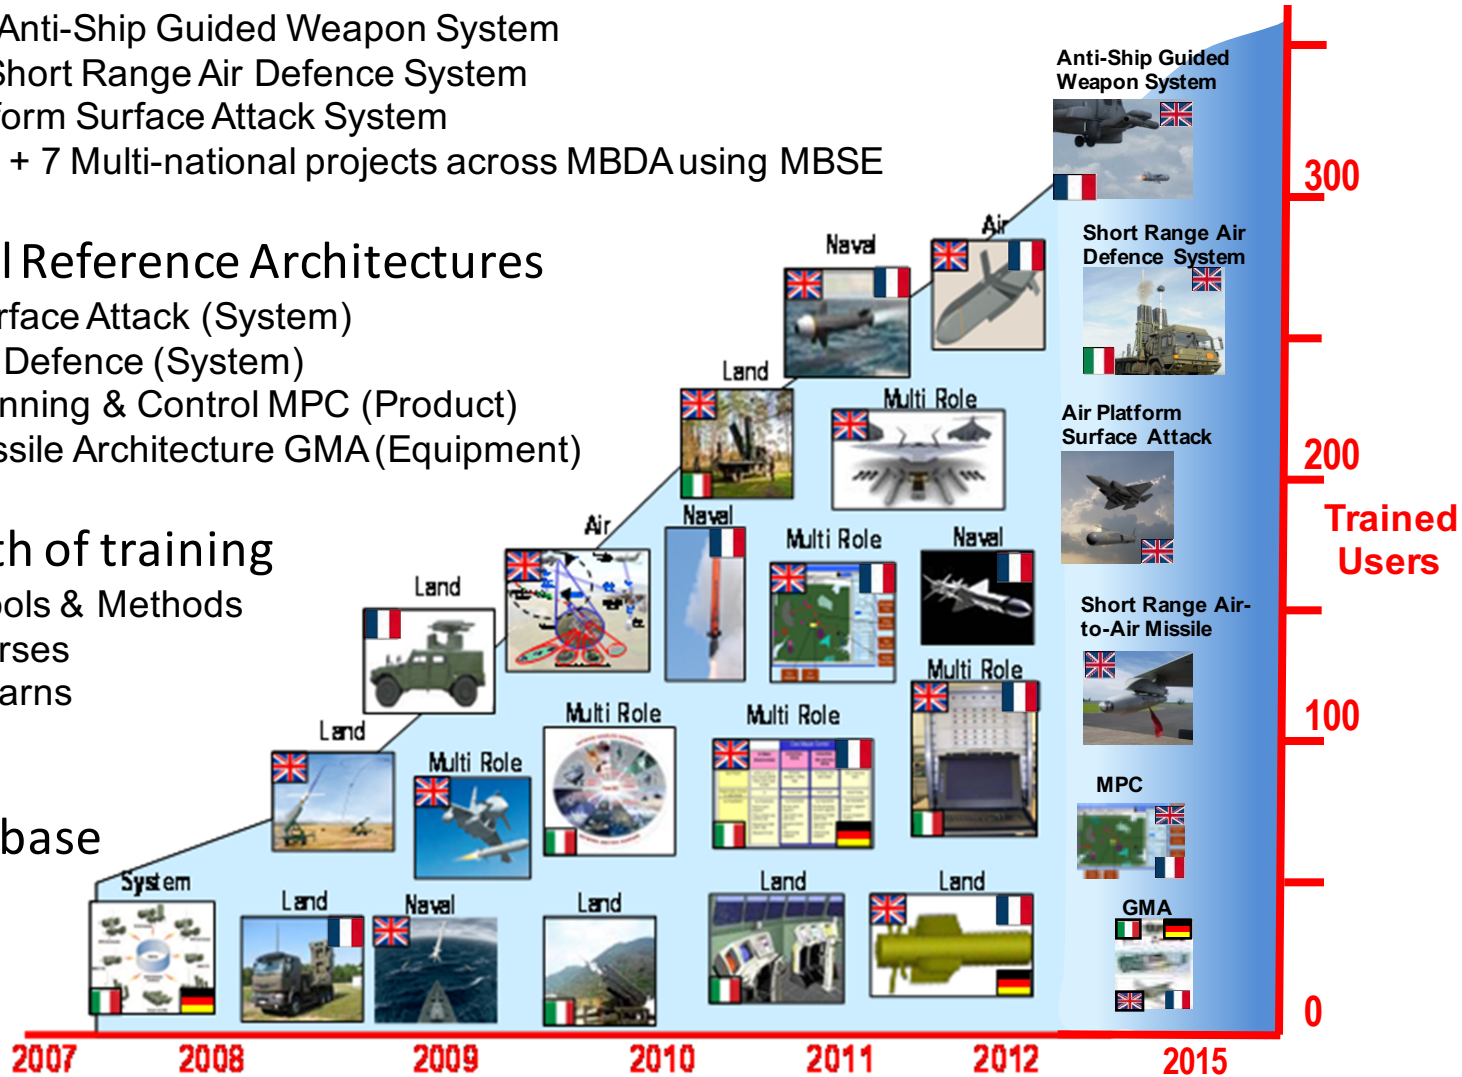 Anti-Ship Guided Weapon System
Short Range Air Defence System
form Surface Attack System
+ 7 Multi-national projects across MBDA using MBSE
l Reference Architectures
rface Attack (System)
Defence (System)
nning & Control MPC (Product)
ssile Architecture GMA (Equipment)
th of training
ools & Methods
rses
arns
base
Anti-Ship Guided
Weapon System
Short Range Air
Defence System
Air Platform
Surface Attack
Short Range Air-
to-Air Missile
MPC
GMA
Air
Naval
Land
Multi Role
Air
Naval
Multi Role
Naval
Land
Multi Role
Land
Multi Role
Multi Role
Multi Role
System
Land
Naval
Land
Land
Land
300
200
Trained
Users
100
0
2007
2008
2009
2010
2011
2012
2015